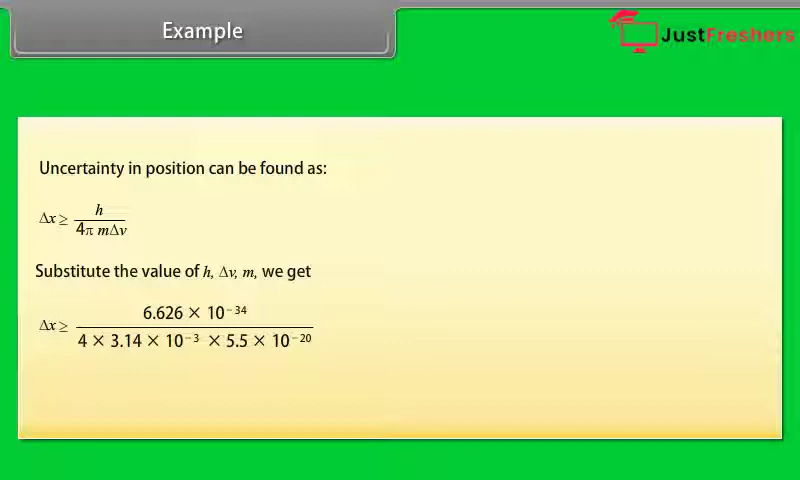 Example
JustFreshers
Uncertainty in position can be found as:
Δx ≥ h / 4π mΔv
Substitute the value of h, Δv, m, we get
Δx ≥ 6.626 × 10⁻³⁴ / 4 × 3.14 × 10⁻³ × 5.5 × 10⁻²⁰